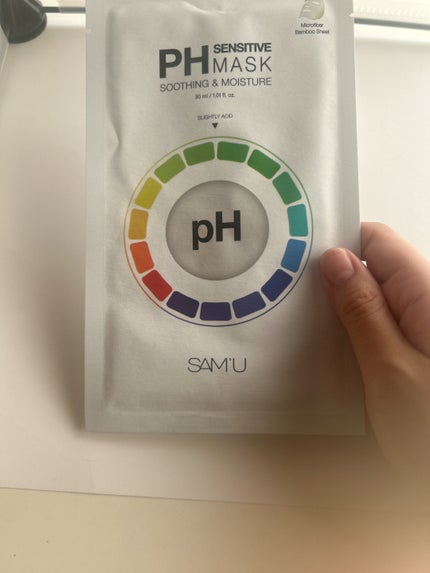 Microfiber
Bamboo Sheet
PH SENSITIVE
MASK
SOOTHING & MOISTURE
30 ml / 1.01 fl. oz.
SLIGHTLY ACID
pH
SAM'U